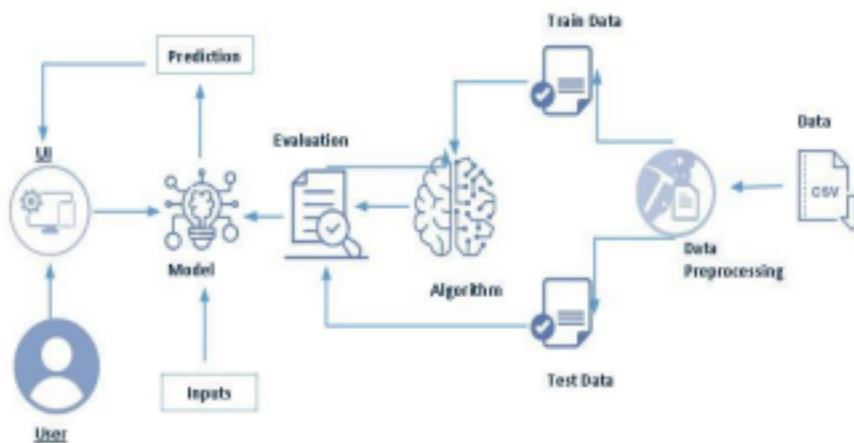 Train Data
Prediction
Evaluation
Data
UI
CSV
Model
Algorithm
Data
Preprocessing
Inputs
Test Data
User